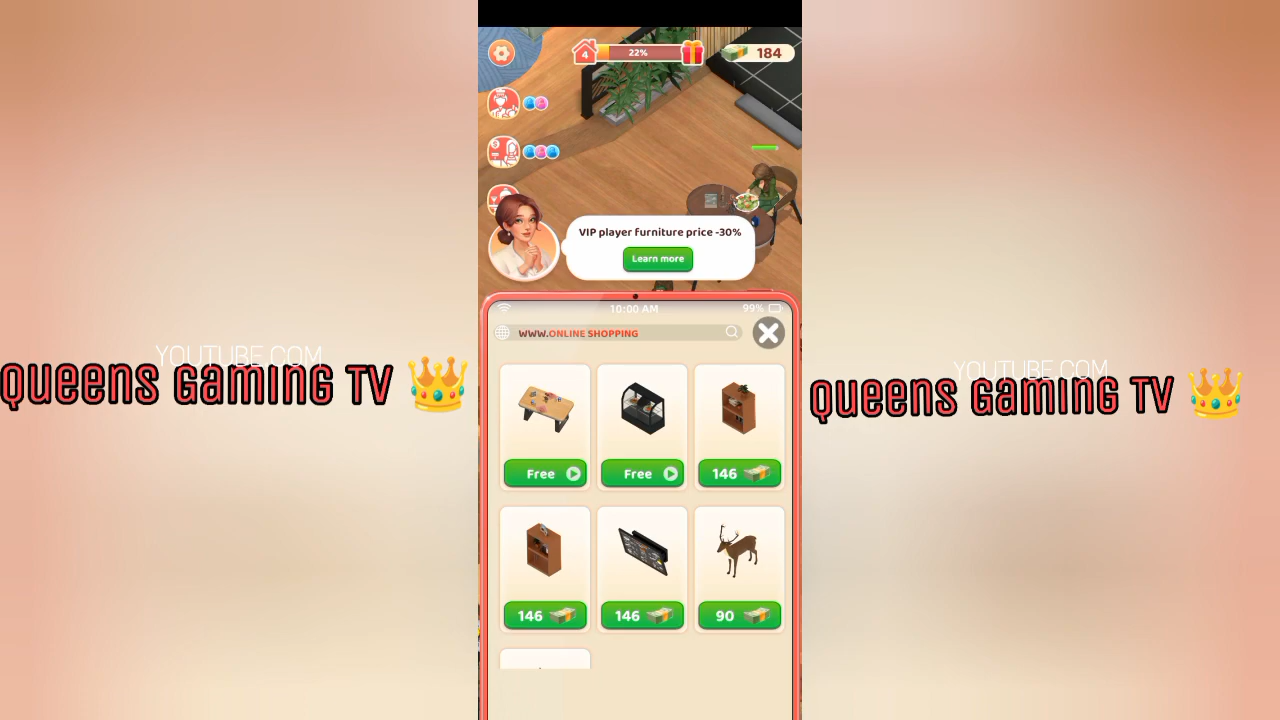 4
22%
184
VIP player furniture price -30%
Learn more
10:00 AM
99%
WWW.ONLINE SHOPPING
YOUTUBE.COM
QUEENS GAMING TV
YOUTUBE.COM
QUEENS GAMING TV
Free
Free
146
146
146
90